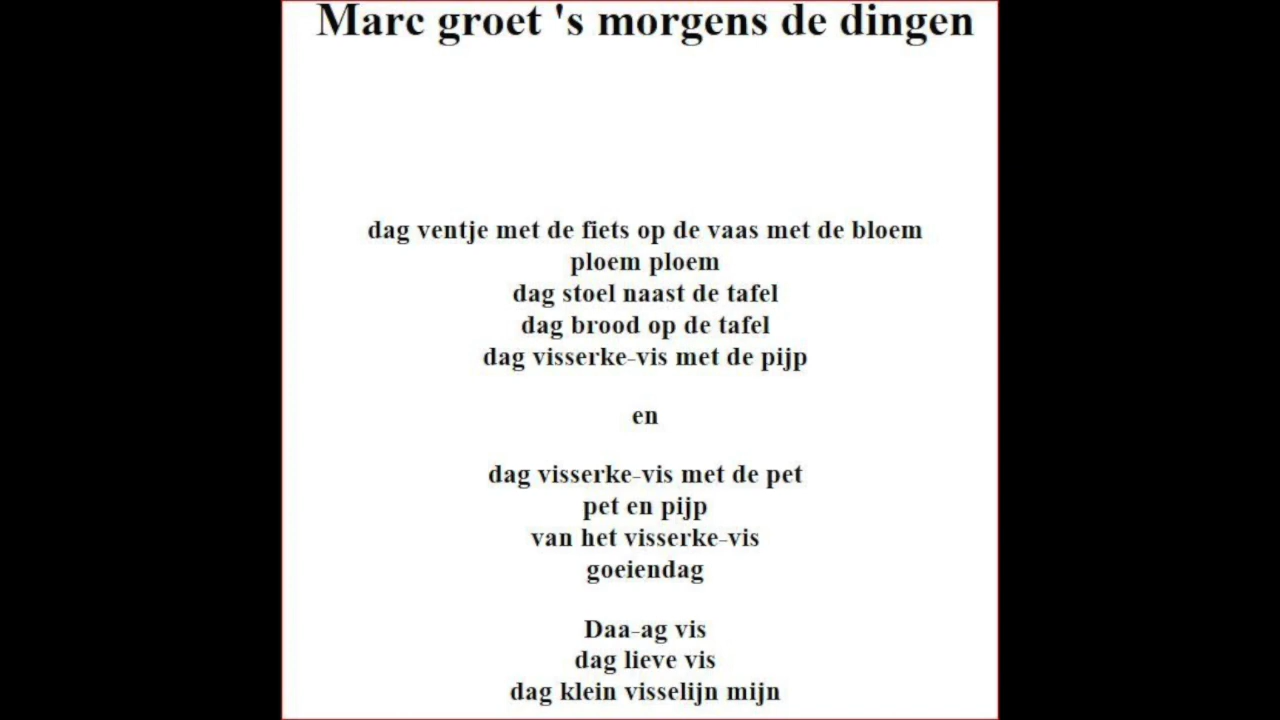 Marc groet 's morgens de dingen
dag ventje met de fiets op de vaas met de bloem
ploem ploem
dag stoel naast de tafel
dag brood op de tafel
dag visserke-vis met de pijp
en
dag visserke-vis met de pet
pet en pijp
van het visserke-vis
goeiendag
Daa-ag vis
dag lieve vis
dag klein visselijn mijn